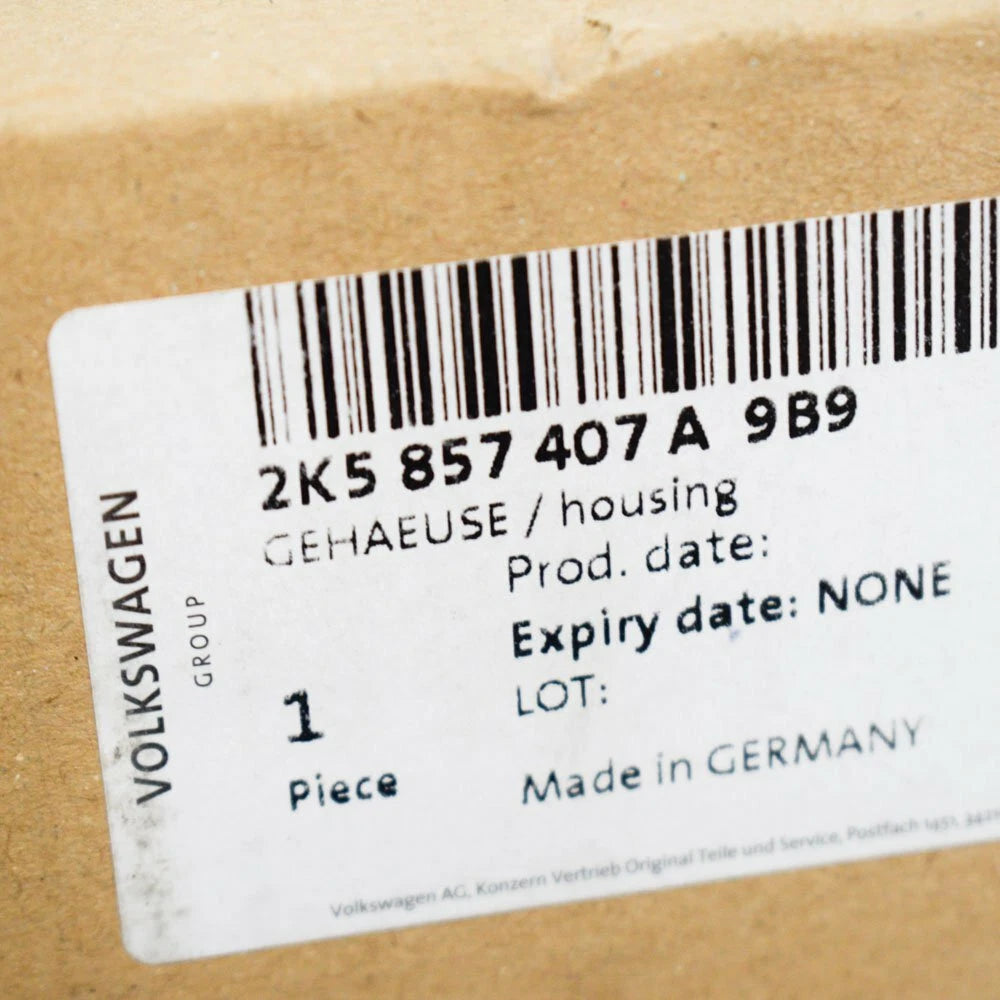 2K5 857 407 A 9B9
GEHAEUSE / housing
Prod. date:
Expiry date: NONE
LOT:
1
Piece
Made in GERMANY
VOLKSWAGEN
GROUP
Volkswagen AG, Konzern Vertrieb Original Teile und Service, Postfach 1451,